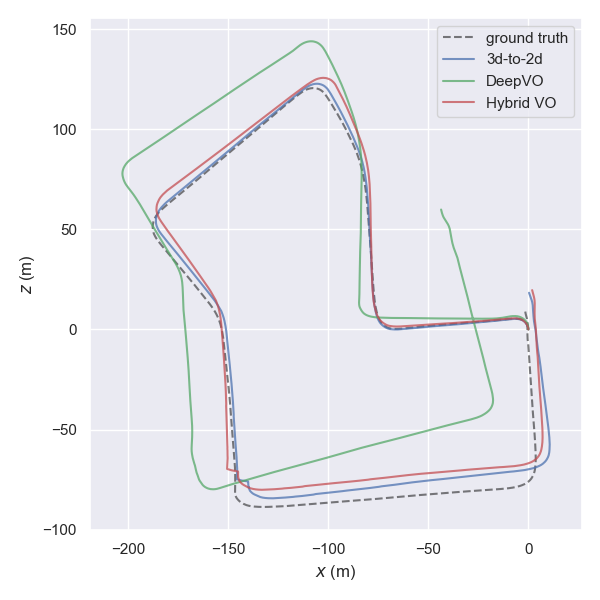 150
100
50
0
−50
−100
z (m)
−200
−150
−100
−50
0
x (m)
ground truth
3d-to-2d
DeepVO
Hybrid VO